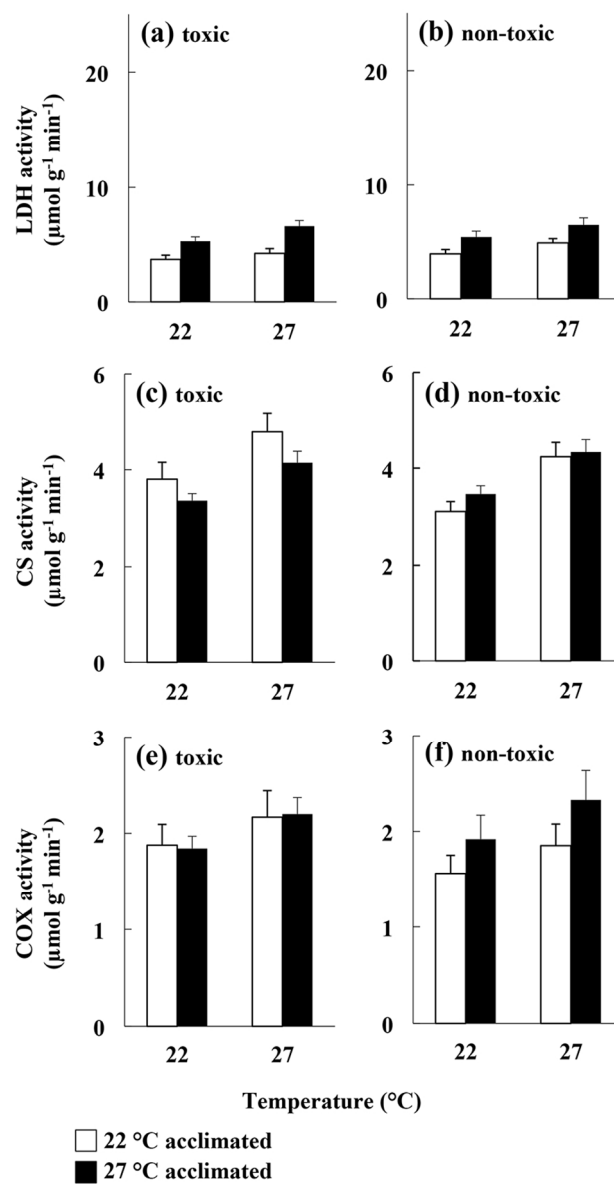 (a) toxic
(b) non-toxic
LDH activity
(µmol g-1 min-1)
20
10
0
22
27
20
10
0
22
27
(c) toxic
(d) non-toxic
CS activity
(µmol g-1 min-1)
6
4
2
0
22
27
6
4
2
0
22
27
(e) toxic
(f) non-toxic
COX activity
(µmol g-1 min-1)
3
2
1
0
22
27
3
2
1
0
22
27
Temperature (°C)
22 °C acclimated
27 °C acclimated